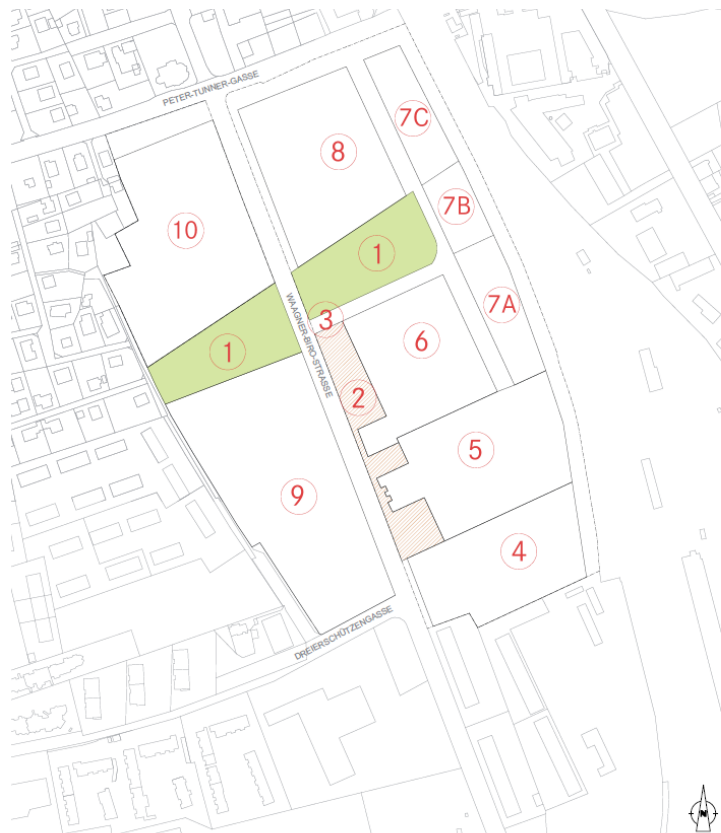 PETER-TUNNER-GASSE
7C
8
7B
10
1
7A
WAAGNER-BIRO-STRASSE
3
6
1
2
5
9
4
DREIERSCHÜTZENGASSE
N